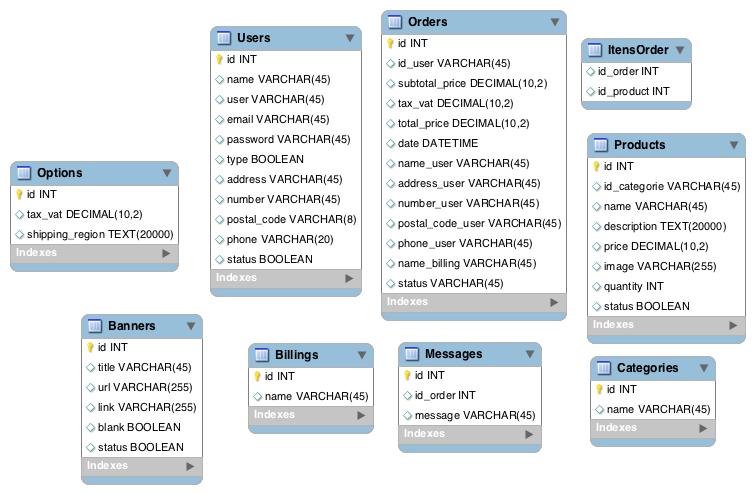 Users
id INT
name VARCHAR(45)
user VARCHAR(45)
email VARCHAR(45)
password VARCHAR(45)
type BOOLEAN
address VARCHAR(45)
number VARCHAR(45)
postal_code VARCHAR(8)
phone VARCHAR(20)
status BOOLEAN
Indexes
Orders
id INT
id_user VARCHAR(45)
subtotal_price DECIMAL(10,2)
tax_vat DECIMAL(10,2)
total_price DECIMAL(10,2)
date DATETIME
name_user VARCHAR(45)
address_user VARCHAR(45)
number_user VARCHAR(45)
postal_code_user VARCHAR(45)
phone_user VARCHAR(45)
name_billing VARCHAR(45)
status VARCHAR(45)
Indexes
ItensOrder
id_order INT
id_product INT
Products
id INT
id_categorie VARCHAR(45)
name VARCHAR(45)
description TEXT(20000)
price DECIMAL(10,2)
image VARCHAR(255)
quantity INT
status BOOLEAN
Indexes
Options
id INT
tax_vat DECIMAL(10,2)
shipping_region TEXT(20000)
Indexes
Banners
id INT
title VARCHAR(45)
url VARCHAR(255)
link VARCHAR(255)
blank BOOLEAN
status BOOLEAN
Indexes
Billings
id INT
name VARCHAR(45)
Indexes
Messages
id INT
id_order INT
message VARCHAR(45)
Indexes
Categories
id INT
name VARCHAR(45)
Indexes